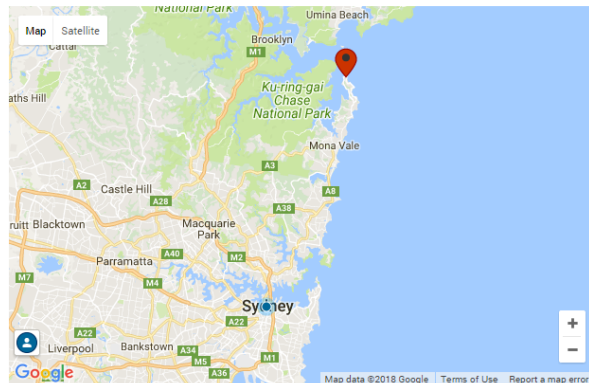 National Park
Umina Beach
Map
Satellite
Cattai
Brooklyn
M1
aths Hill
Ku-ring-gai
Chase
National Park
Mona Vale
A3
A2
Castle Hill
A8
A28
A38
ruitt
Blacktown
Macquarie
Park
A40
M2
Parramatta
M7
M4
Sydney
A22
A22
Liverpool
Bankstown
A34
M5
M1
A36
+
−
Google
Map data ©2018 Google
Terms of Use
Report a map error